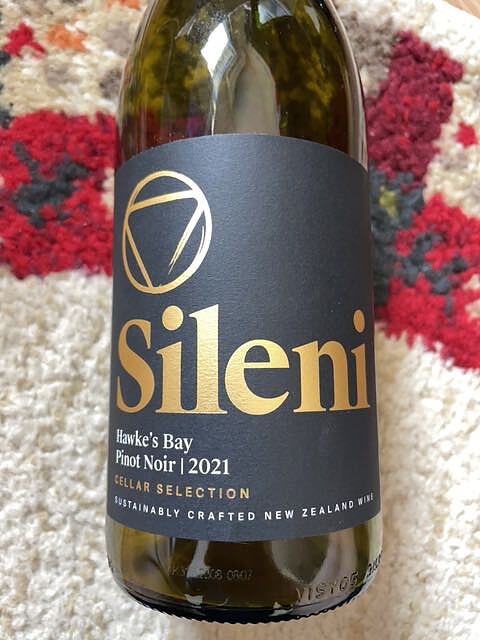 Sileni
Hawke's Bay
Pinot Noir | 2021
CELLAR SELECTION
SUSTAINABLY CRAFTED NEW ZEALAND WINE